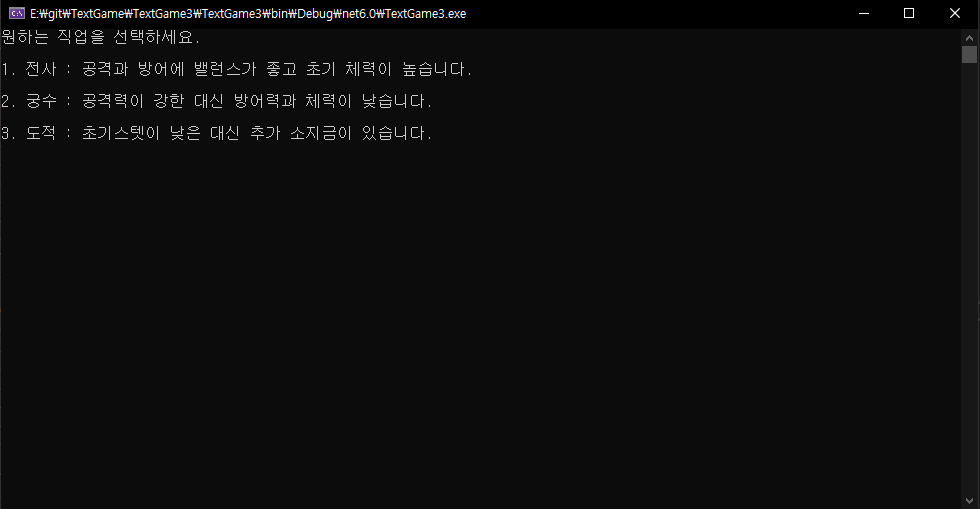 E:₩git₩TextGame₩TextGame3₩TextGame3₩bin₩Debug₩net6.0₩TextGame3.exe
원하는 직업을 선택하세요.
1. 전사 : 공격과 방어에 밸런스가 좋고 초기 체력이 높습니다.
2. 궁수 : 공격력이 강한 대신 방어력과 체력이 낮습니다.
3. 도적 : 초기스텟이 낮은 대신 추가 소지금이 있습니다.